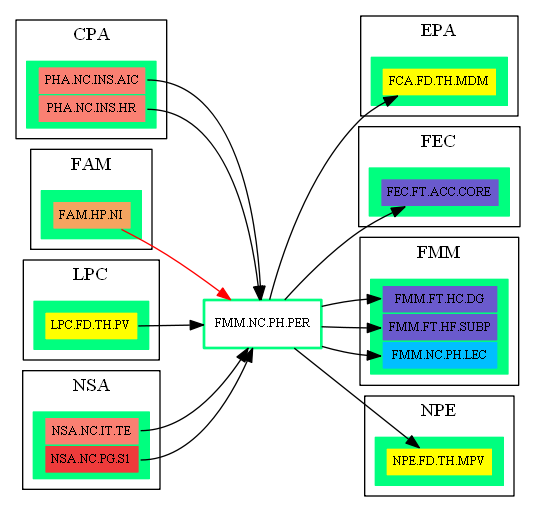 CPA
PHA.NC.INS.AIC
PHA.NC.INS.HR
FAM
FAM.HP.NI
LPC
LPC.FD.TH.PV
NSA
NSA.NC.IT.TE
NSA.NC.PG.S1
FMM.NC.PH.PER
EPA
FCA.FD.TH.MDM
FEC
FEC.FT.ACC.CORE
FMM
FMM.FT.HC.DG
FMM.FT.HF.SUBP
FMM.NC.PH.LEC
NPE
NPE.FD.TH.MPV